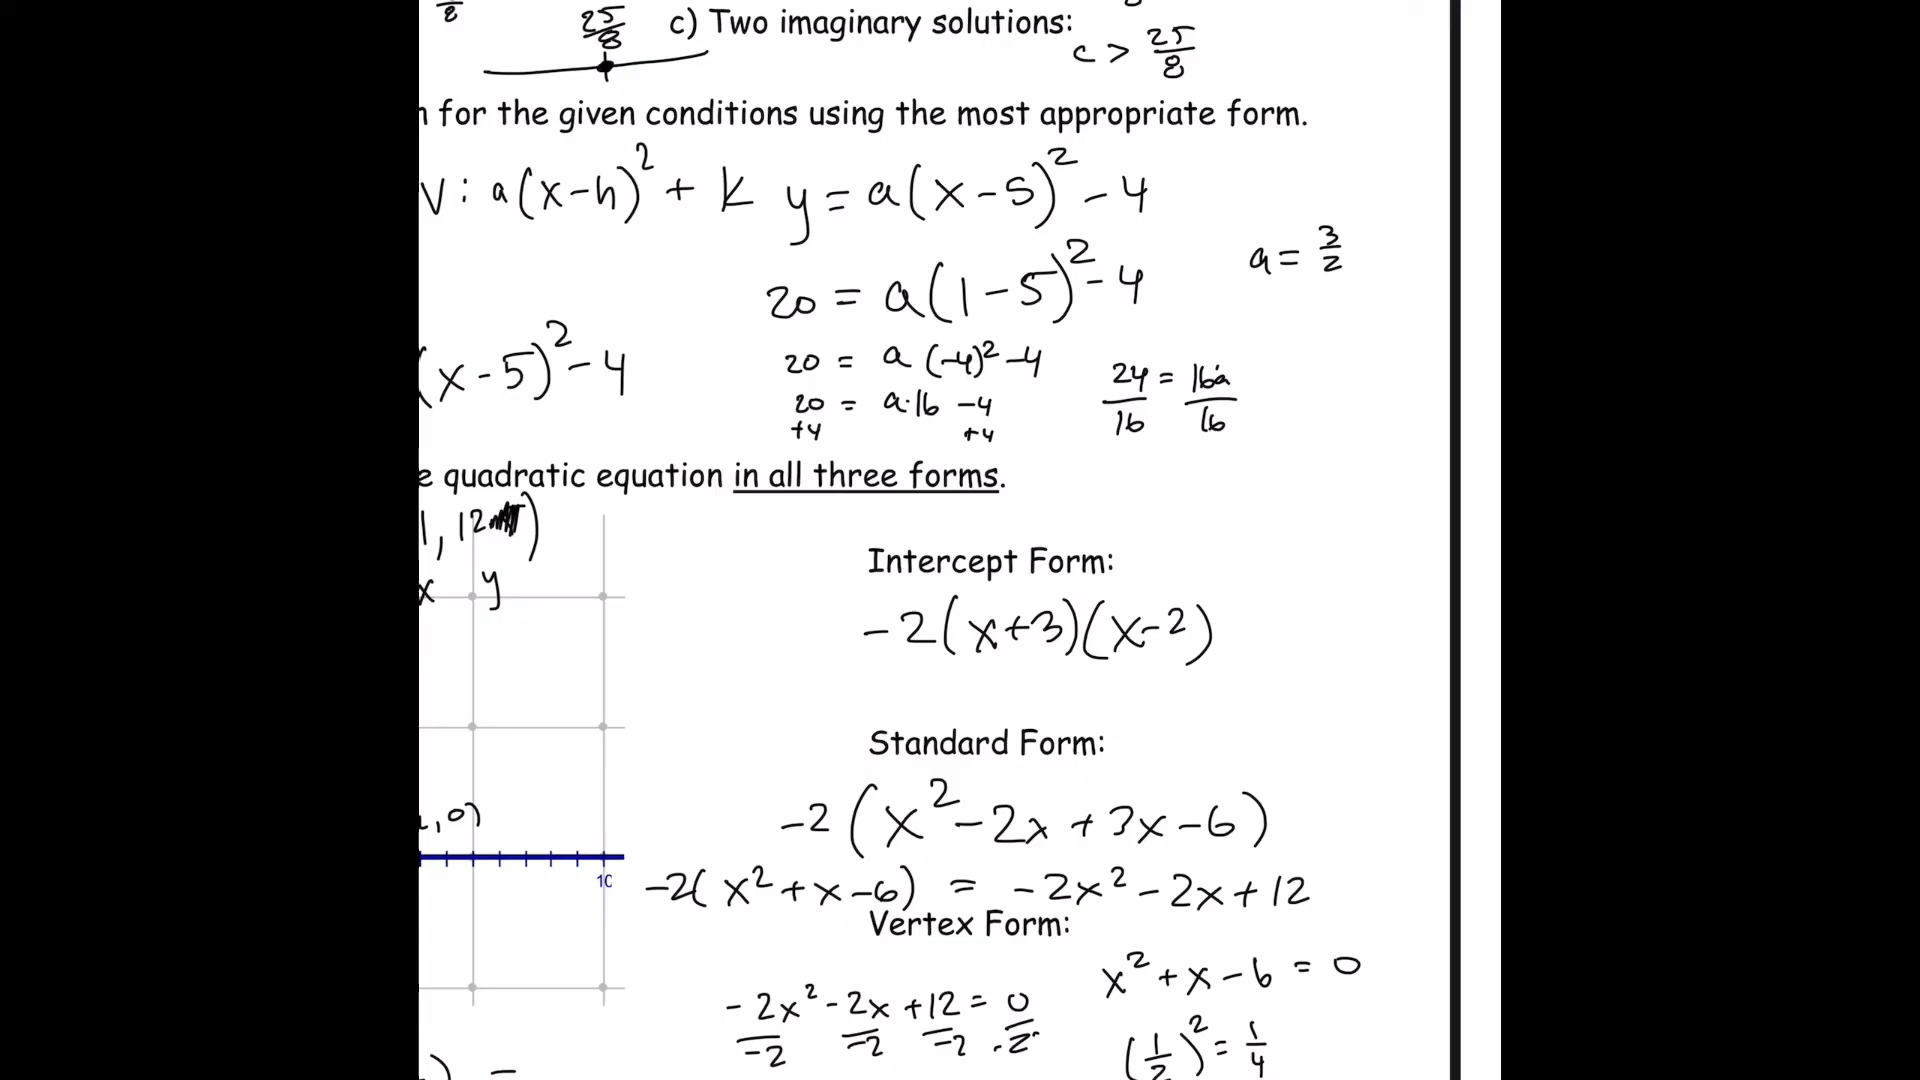 8
25/8
c) Two imaginary solutions:
c > 25/8
for the given conditions using the most appropriate form.
V: a(x-h)² + k y = a(x-5)² - 4
a = 3/2
20 = a(1-5)² - 4
(x-5)² - 4
20 = a(-4)² - 4
24/16 = 16a/16
20 = a·16 - 4
+4 +4
quadratic equation in all three forms.
1, 12 )
x y
Intercept Form:
-2(x+3)(x-2)
Standard Form:
-2(x² - 2x + 3x - 6)
,0)
10
-2(x² + x - 6) = -2x² - 2x + 12
Vertex Form:
x² + x - 6 = 0
-2x² - 2x + 12 = 0
-2 -2 -2 -2
(1/2)² = 1/4
) =